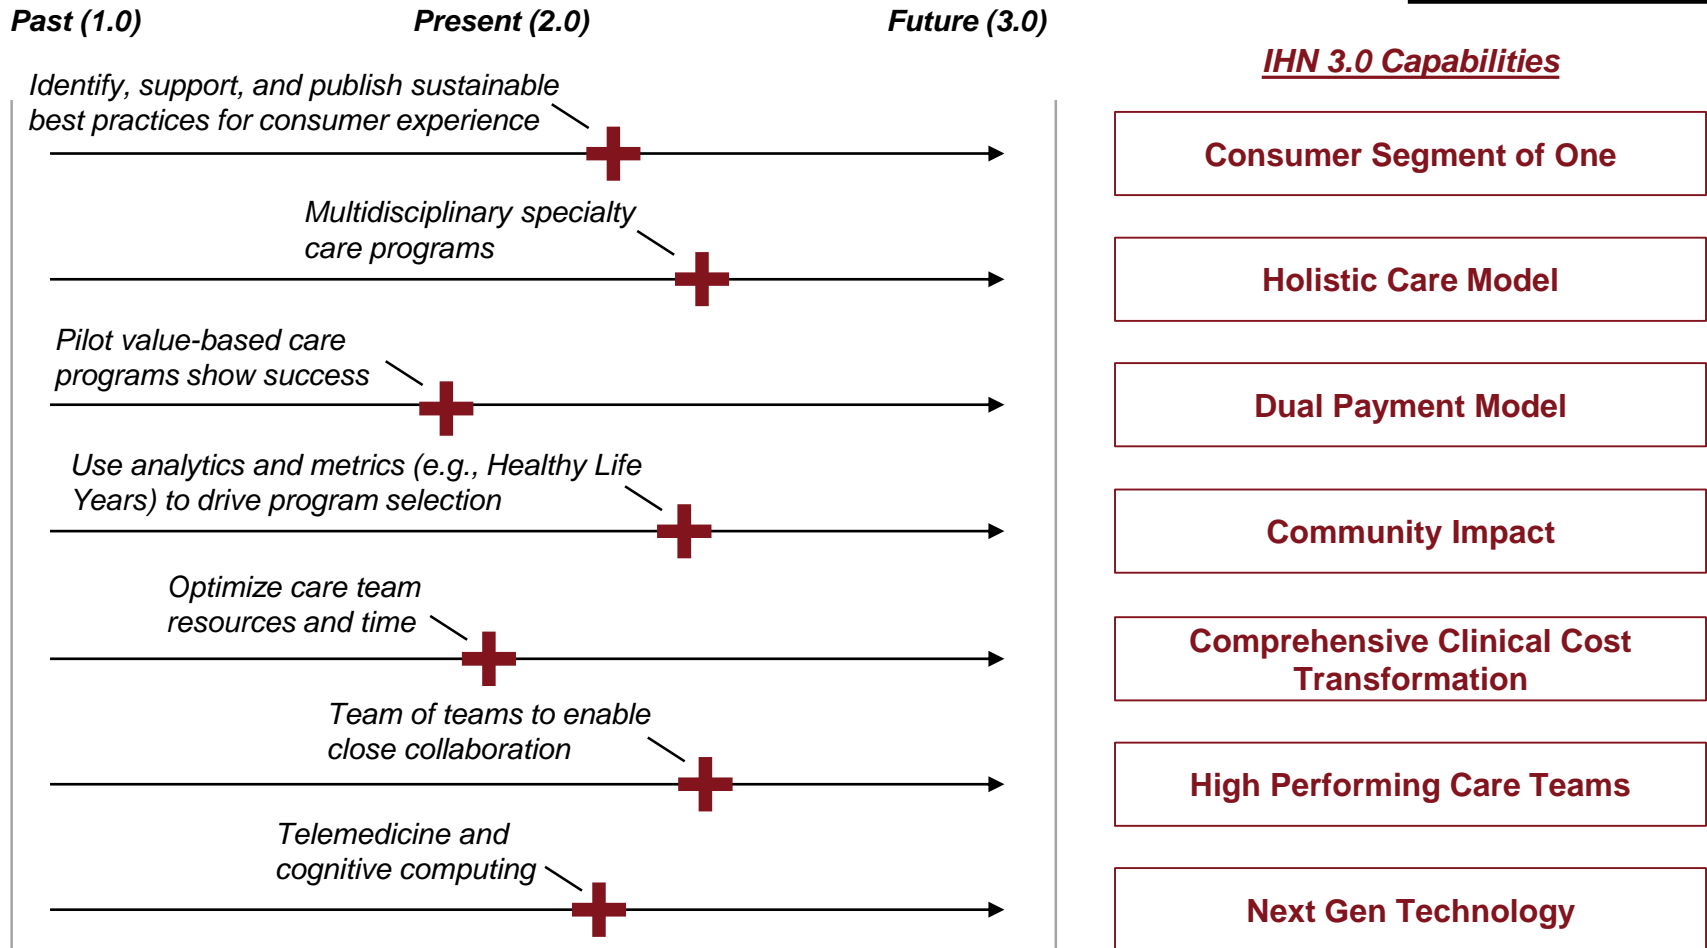 Past (1.0)
Present (2.0)
Future (3.0)
IHN 3.0 Capabilities
Identify, support, and publish sustainable
best practices for consumer experience
Consumer Segment of One
Multidisciplinary specialty
care programs
Holistic Care Model
Pilot value-based care
programs show success
Dual Payment Model
Use analytics and metrics (e.g., Healthy Life
Years) to drive program selection
Community Impact
Optimize care team
resources and time
Comprehensive Clinical Cost
Transformation
Team of teams to enable
close collaboration
High Performing Care Teams
Telemedicine and
cognitive computing
Next Gen Technology